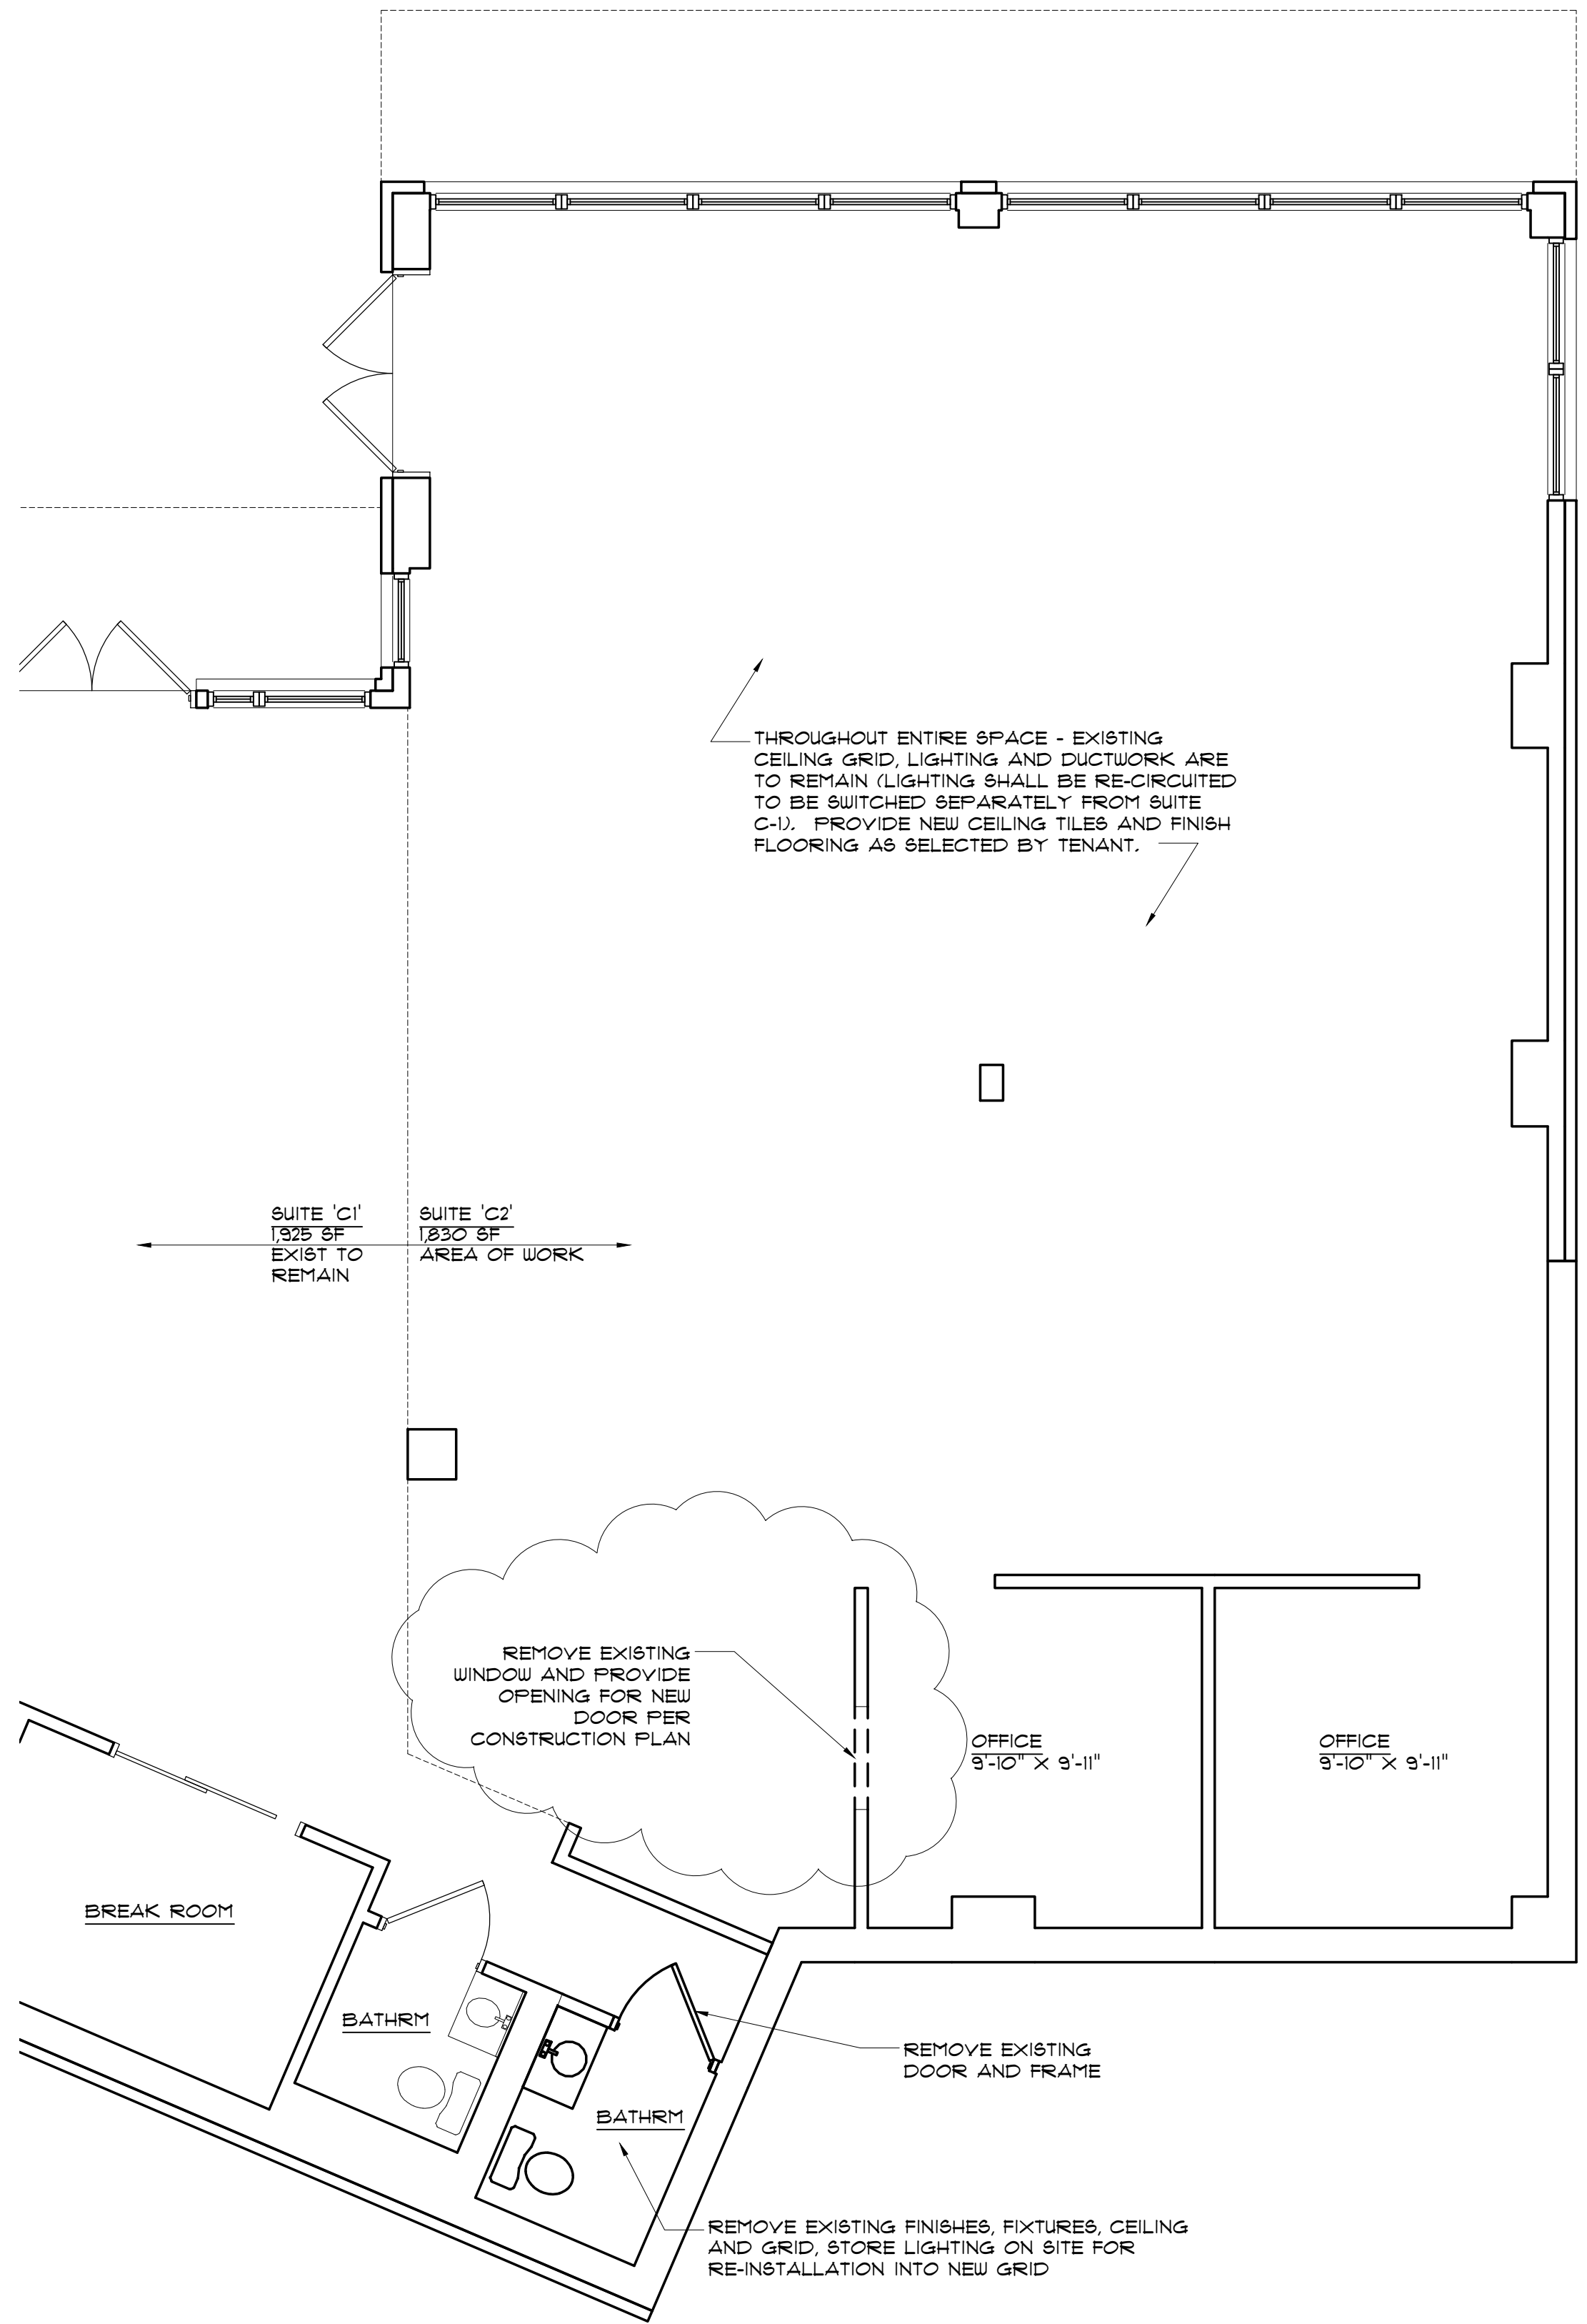 THROUGHOUT ENTIRE SPACE - EXISTING
CEILING GRID, LIGHTING AND DUCTWORK ARE
TO REMAIN (LIGHTING SHALL BE RE-CIRCUITED
TO BE SWITCHED SEPARATELY FROM SUITE
C-1). PROVIDE NEW CEILING TILES AND FINISH
FLOORING AS SELECTED BY TENANT.
SUITE 'C1'
1,925 SF
EXIST TO
REMAIN
SUITE 'C2'
1,830 SF
AREA OF WORK
REMOVE EXISTING
WINDOW AND PROVIDE
OPENING FOR NEW
DOOR PER
CONSTRUCTION PLAN
OFFICE
9'-10" X 9'-11"
OFFICE
9'-10" X 9'-11"
BREAK ROOM
BATHRM
REMOVE EXISTING
DOOR AND FRAME
BATHRM
REMOVE EXISTING FINISHES, FIXTURES, CEILING
AND GRID, STORE LIGHTING ON SITE FOR
RE-INSTALLATION INTO NEW GRID